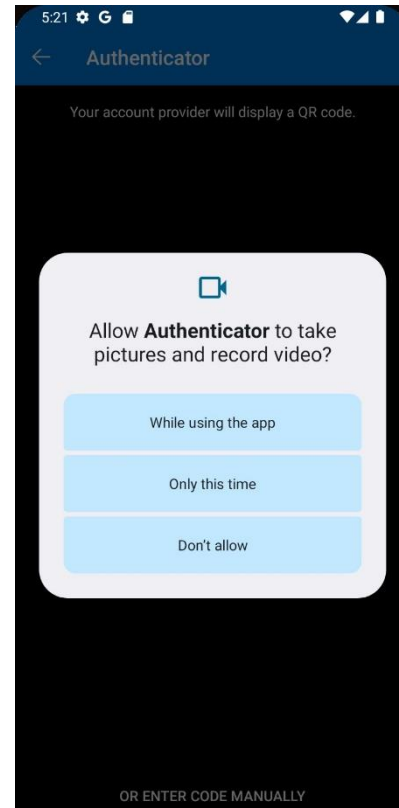 5:21 G
Authenticator
Your account provider will display a QR code.
Allow Authenticator to take
pictures and record video?
While using the app
Only this time
Don't allow
OR ENTER CODE MANUALLY